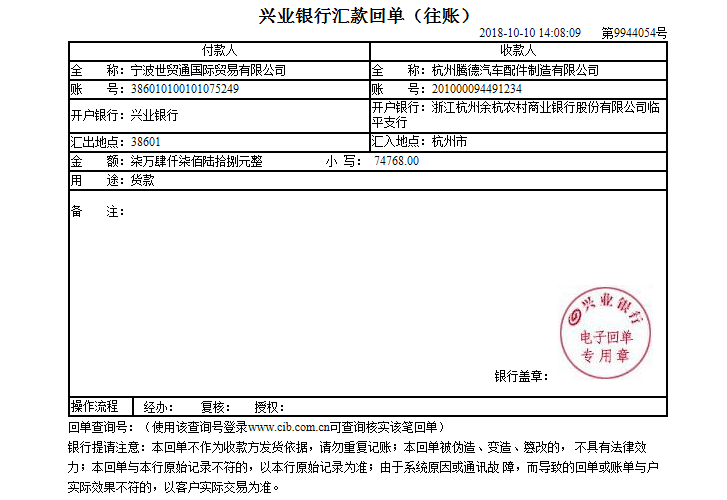 兴业银行汇款回单（往账）
2018-10-10 14:08:09 第9944054号
付款人 收款人
全 称：宁波世贸通国际贸易有限公司 全 称：杭州腾德汽车配件制造有限公司
账 号：386010100101075249 账 号：201000094491234
开户银行：兴业银行 开户银行：浙江杭州余杭农村商业银行股份有限公司临
平支行
汇出地点：38601 汇入地点：杭州市
金 额：柒万肆仟柒佰陆拾捌元整 小 写： 74768.00
用 途：货款
备 注：
兴业银行
电子回单
专用章
银行盖章：
操作流程 经办： 复核： 授权：
回单查询号：（使用该查询号登录www.cib.com.cn可查询核实该笔回单）
银行提请注意：本回单不作为收款方发货依据，请勿重复记账；本回单被伪造、变造、篡改的，不具有法律效
力；本回单与本行原始记录不符的，以本行原始记录为准；由于系统原因或通讯故 障，而导致的回单或账单与户
实际效果不符的，以客户实际交易为准。